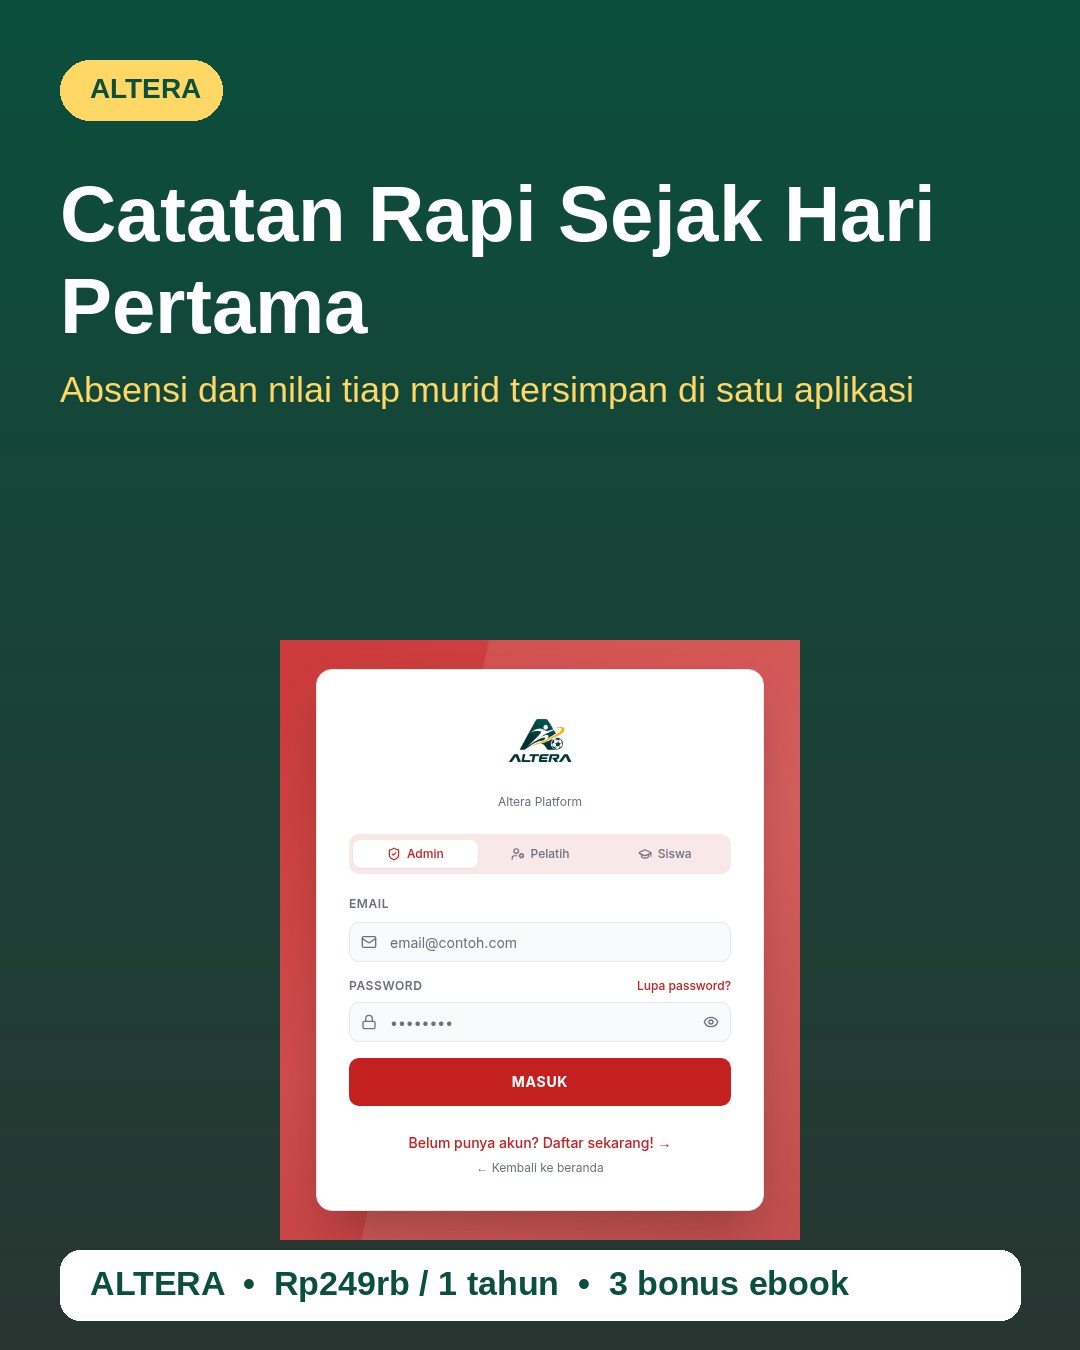 ALTERA
Catatan Rapi Sejak Hari
Pertama
Absensi dan nilai tiap murid tersimpan di satu aplikasi
ALTERA
Altera Platform
Admin Pelatih Siswa
EMAIL
email@contoh.com
PASSWORD Lupa password?
••••••••
MASUK
Belum punya akun? Daftar sekarang! →
← Kembali ke beranda
ALTERA • Rp249rb / 1 tahun • 3 bonus ebook